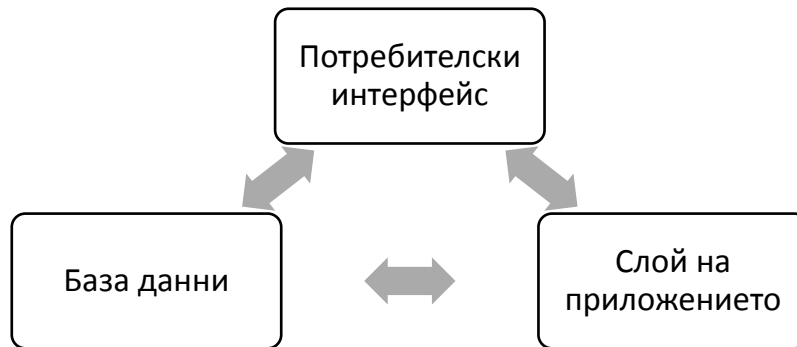 Потребителски
интерфейс
База данни
Слой на
приложението